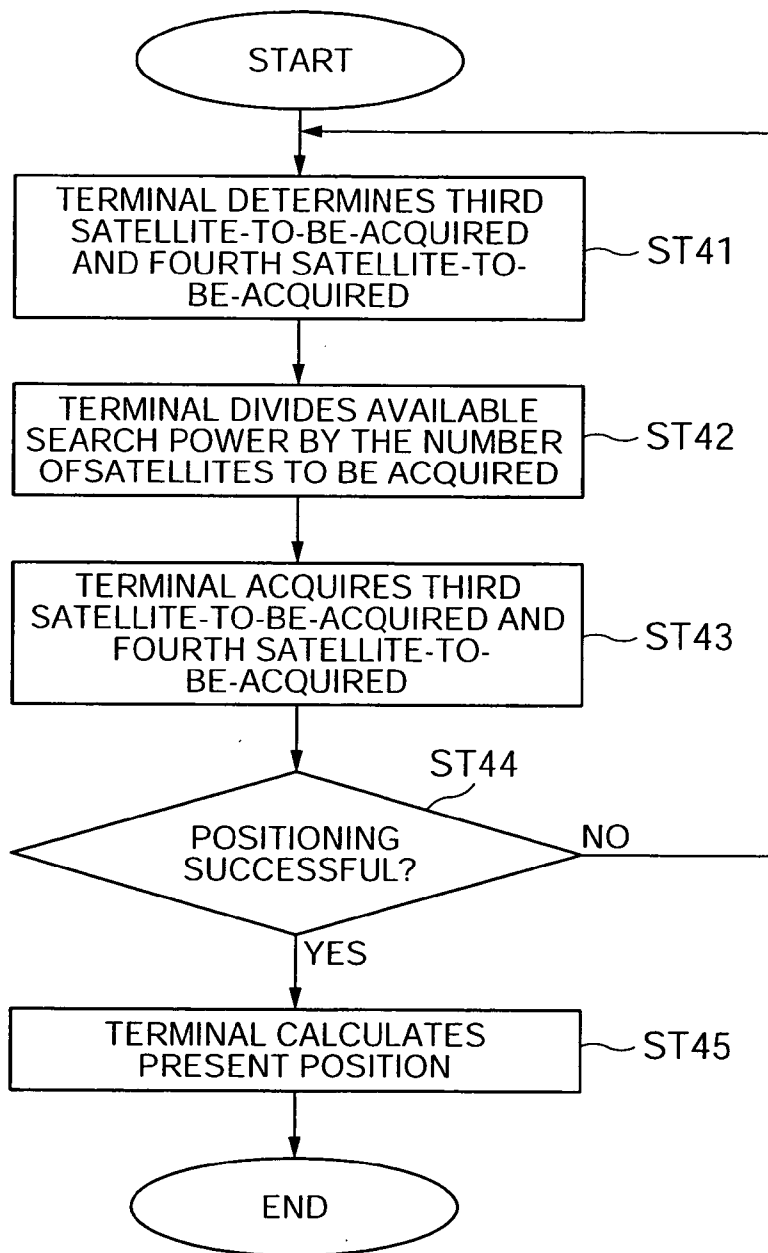 START
TERMINAL DETERMINES THIRD
SATELLITE-TO-BE-ACQUIRED
AND FOURTH SATELLITE-TO-
BE-ACQUIRED
ST41
TERMINAL DIVIDES AVAILABLE
SEARCH POWER BY THE NUMBER
OFSATELLITES TO BE ACQUIRED
ST42
TERMINAL ACQUIRES THIRD
SATELLITE-TO-BE-ACQUIRED AND
FOURTH SATELLITE-TO-
BE-ACQUIRED
ST43
ST44
POSITIONING
SUCCESSFUL?
NO
YES
TERMINAL CALCULATES
PRESENT POSITION
ST45
END